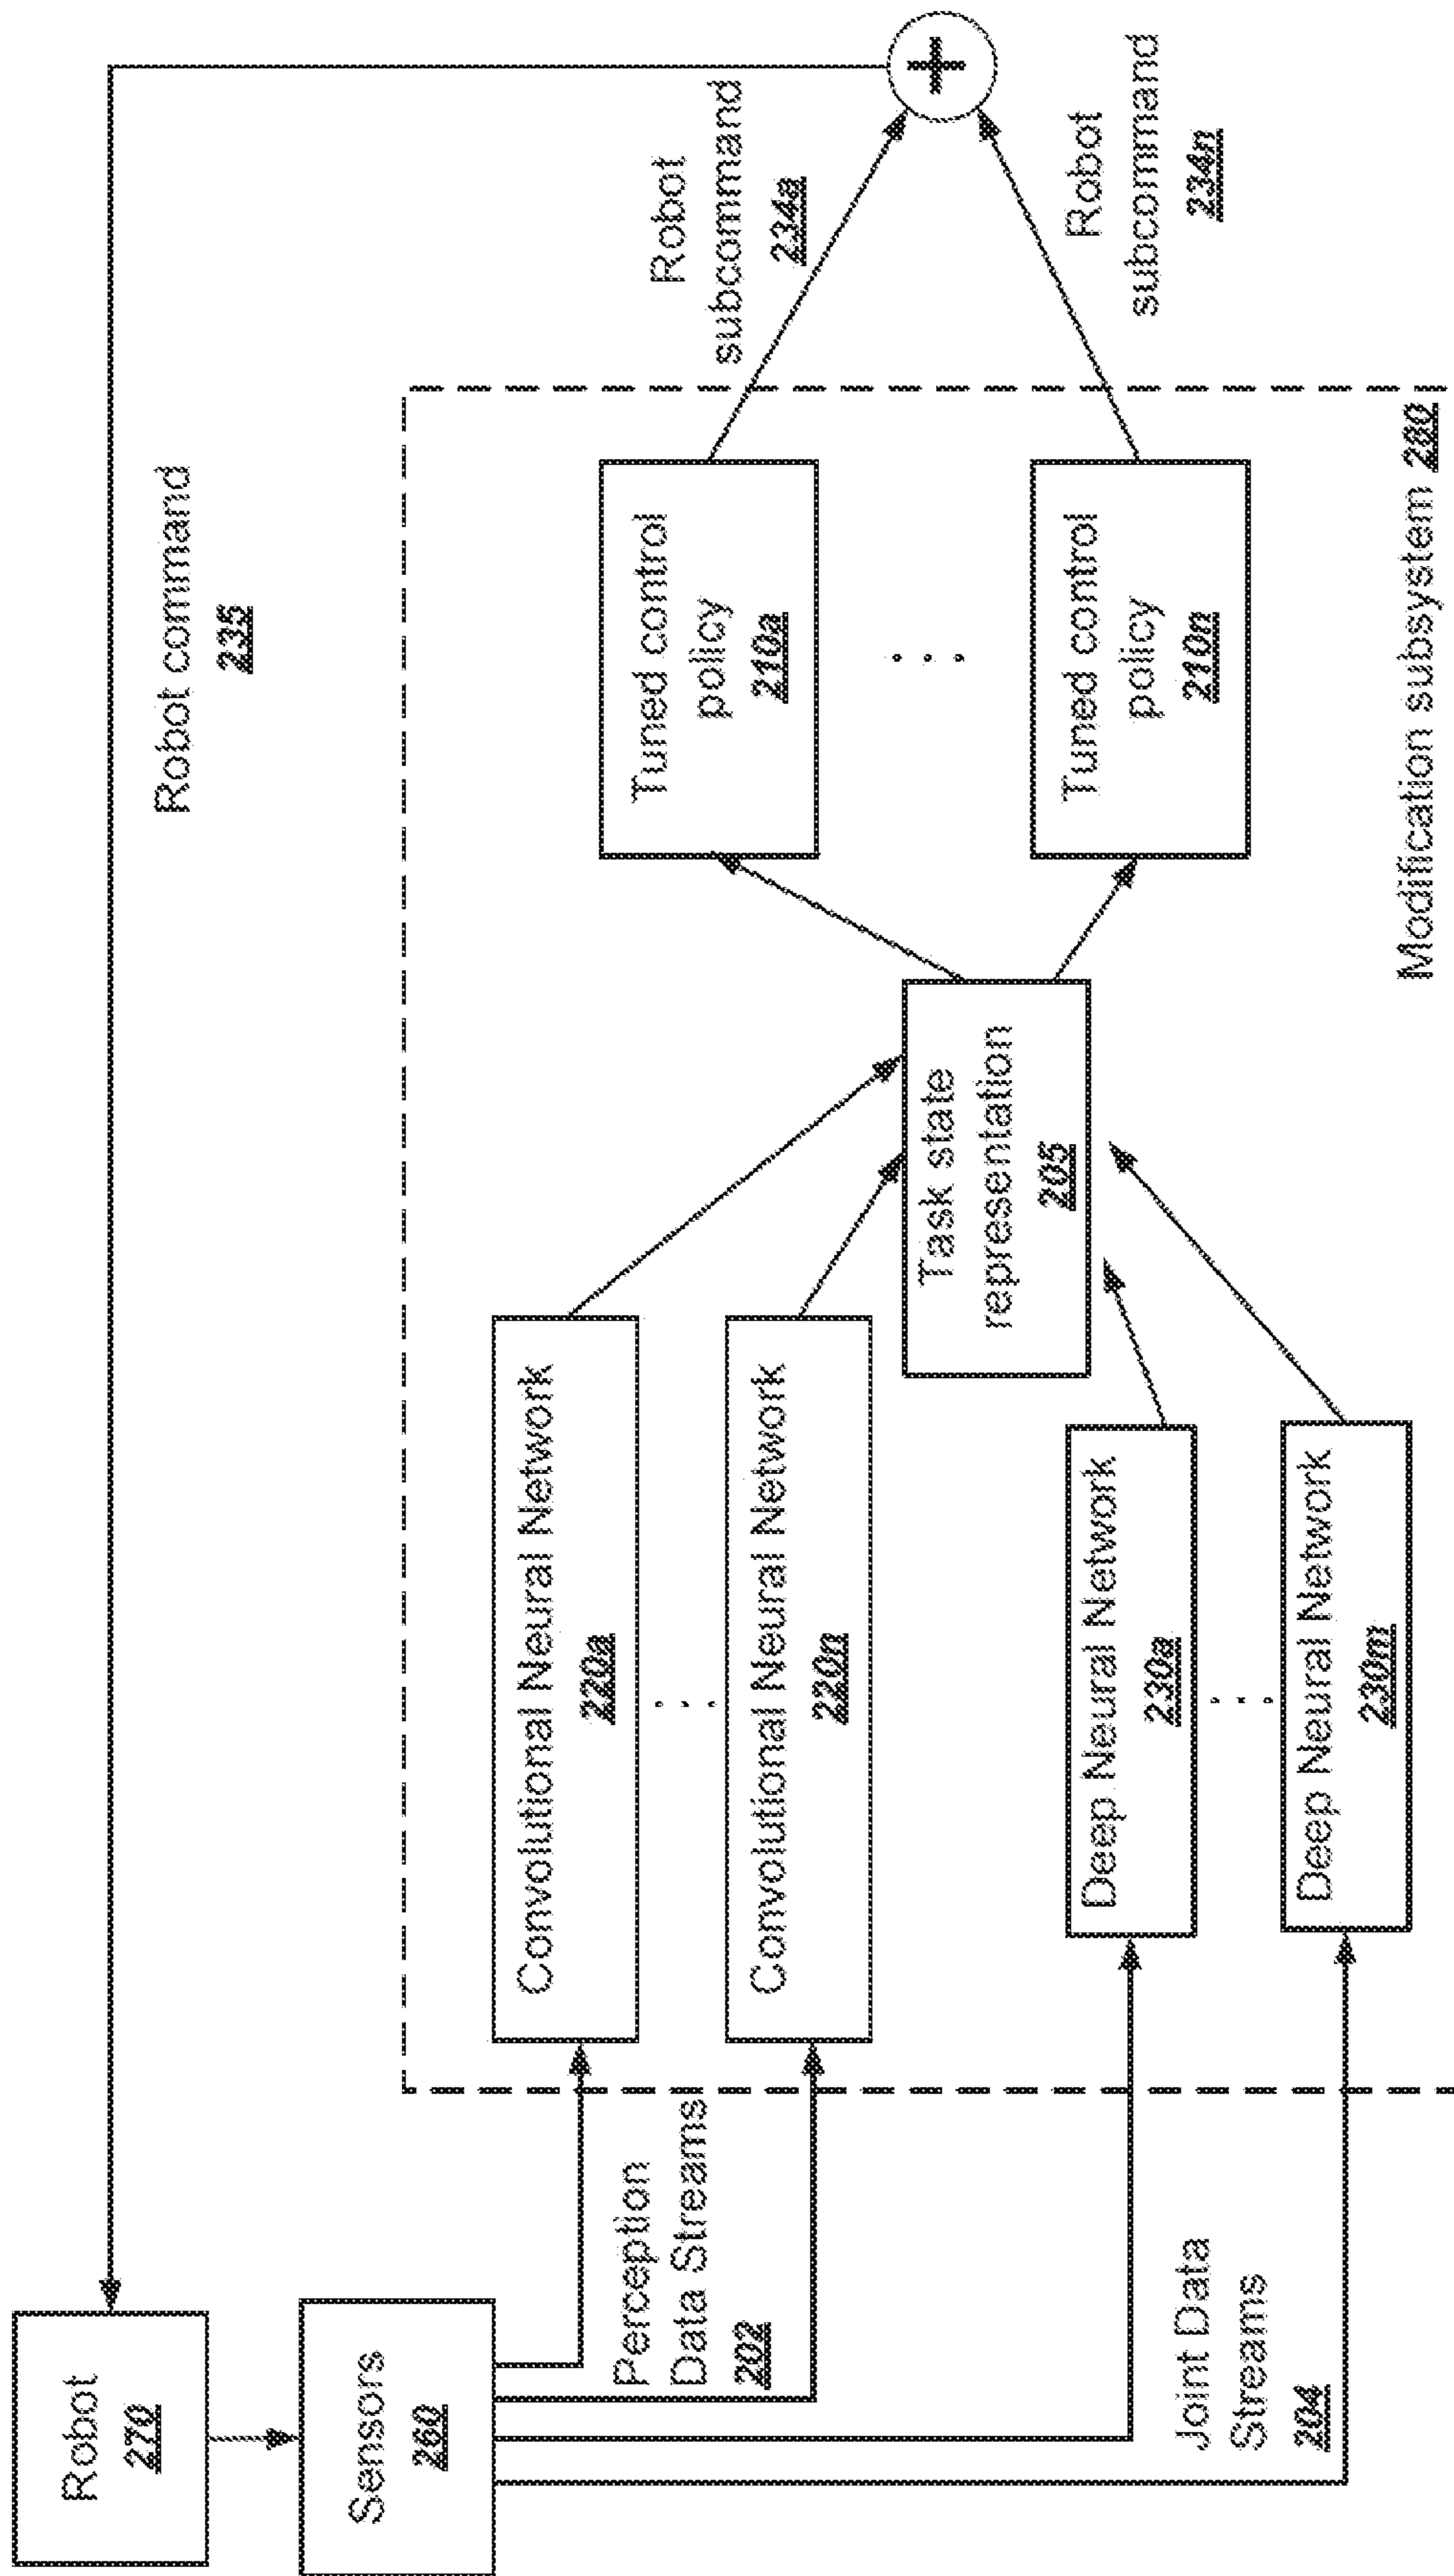 Robot
270
Sensors
260
Robot command
235
Perception
Data Streams
202
Joint Data
Streams
204
Convolutional Neural Network
220a
. . .
Convolutional Neural Network
220n
Deep Neural Network
230a
. . .
Deep Neural Network
230m
Task state
representation
205
Tuned control
policy
210a
. . .
Tuned control
policy
210n
Robot
subcommand
234a
Robot
subcommand
234n
+
Modification subsystem 280